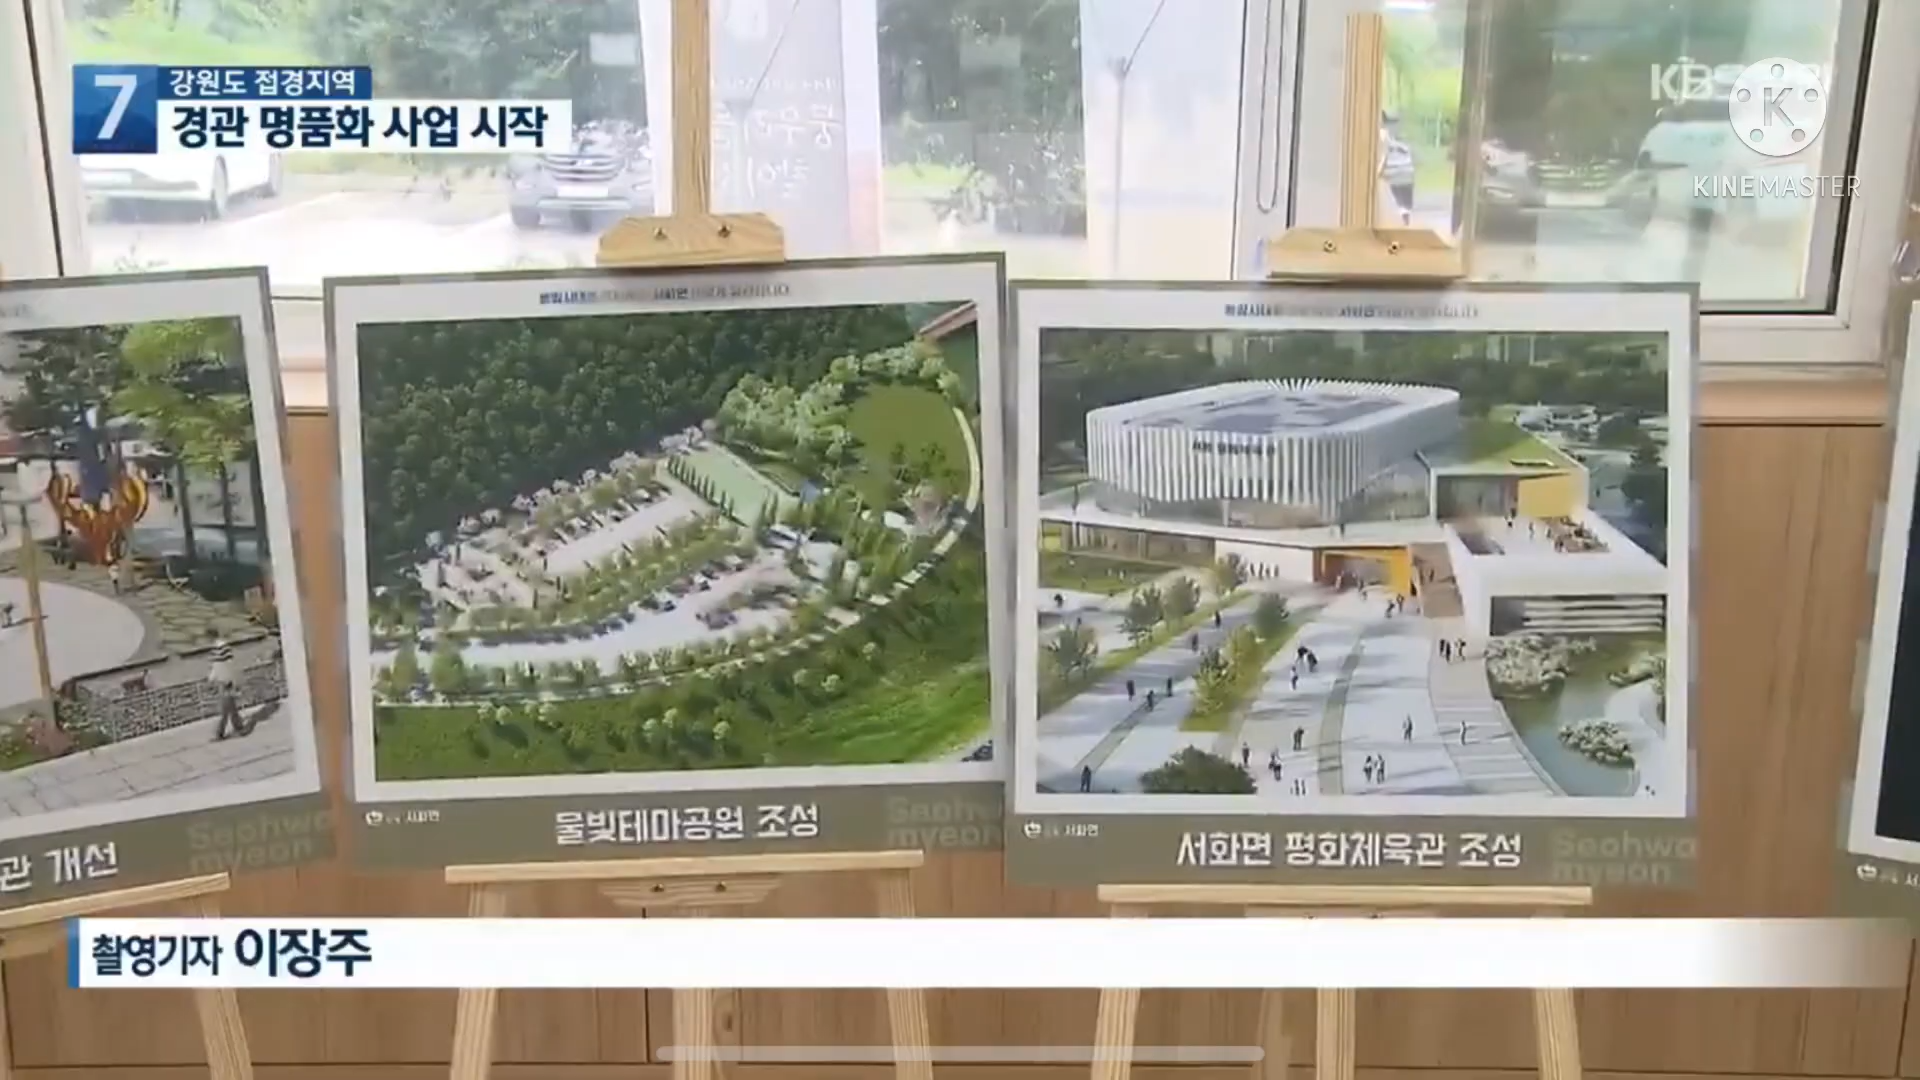 7
강원도 접경지역
경관 명품화 사업 시작
KBS
K
KINEMASTER
관 개선
Seohwa
myeon
서화면
물빛테마공원 조성
Seohwa
myeon
서화면
서화면 평화체육관 조성
Seohwa
myeon
촬영기자 이장주